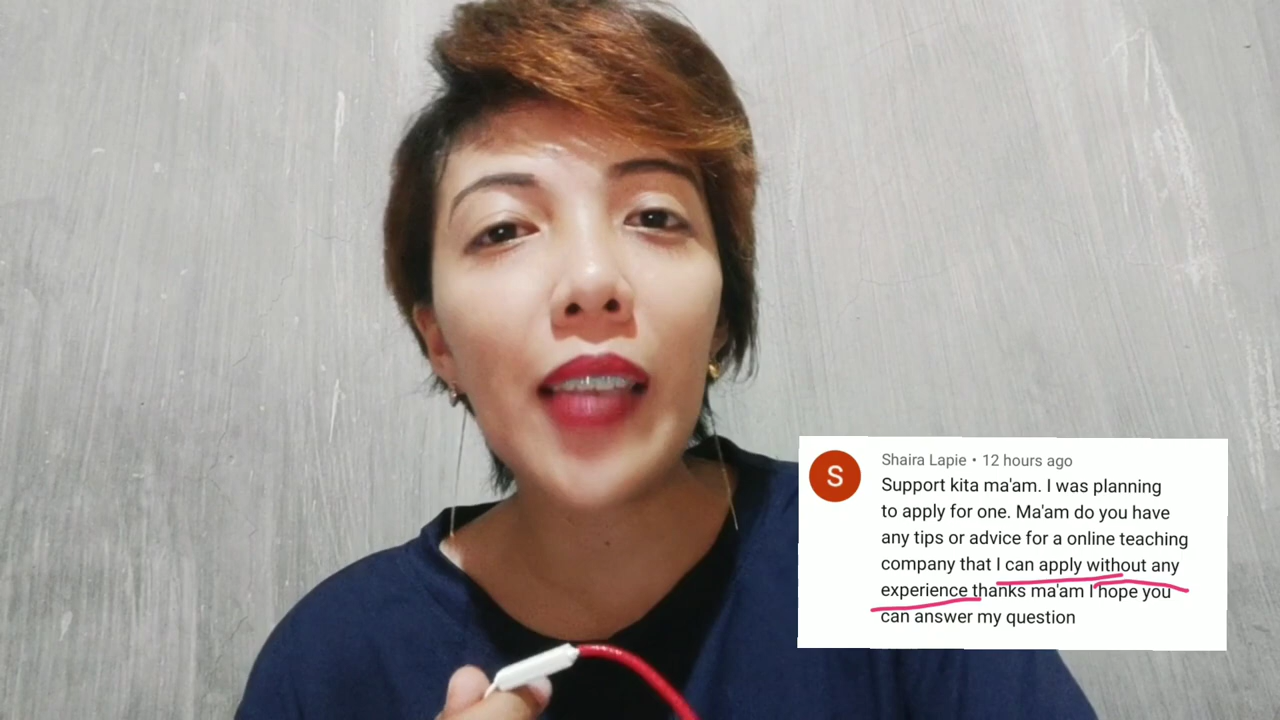 S
Shaira Lapie • 12 hours ago
Support kita ma'am. I was planning
to apply for one. Ma'am do you have
any tips or advice for a online teaching
company that I can apply without any
experience thanks ma'am I hope you
can answer my question